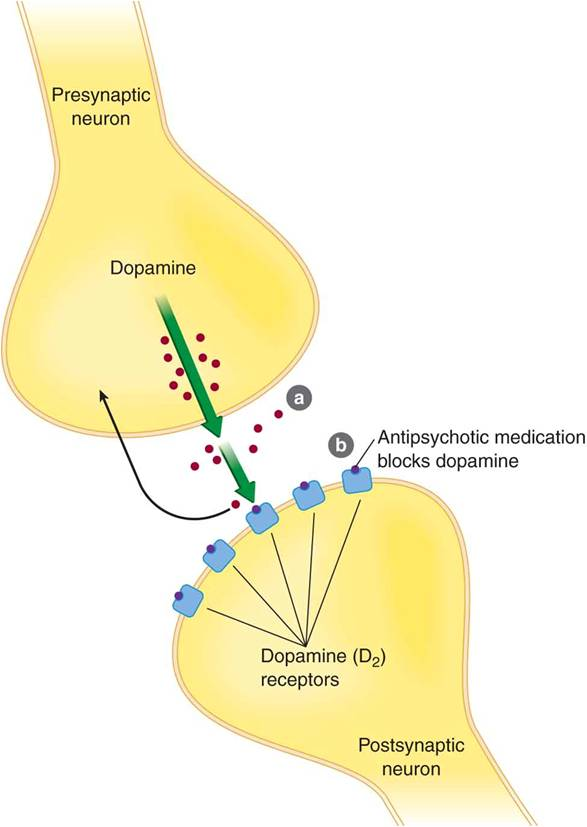 Presynaptic
neuron
Dopamine
a
b
Antipsychotic medication
blocks dopamine
Dopamine (D₂)
receptors
Postsynaptic
neuron